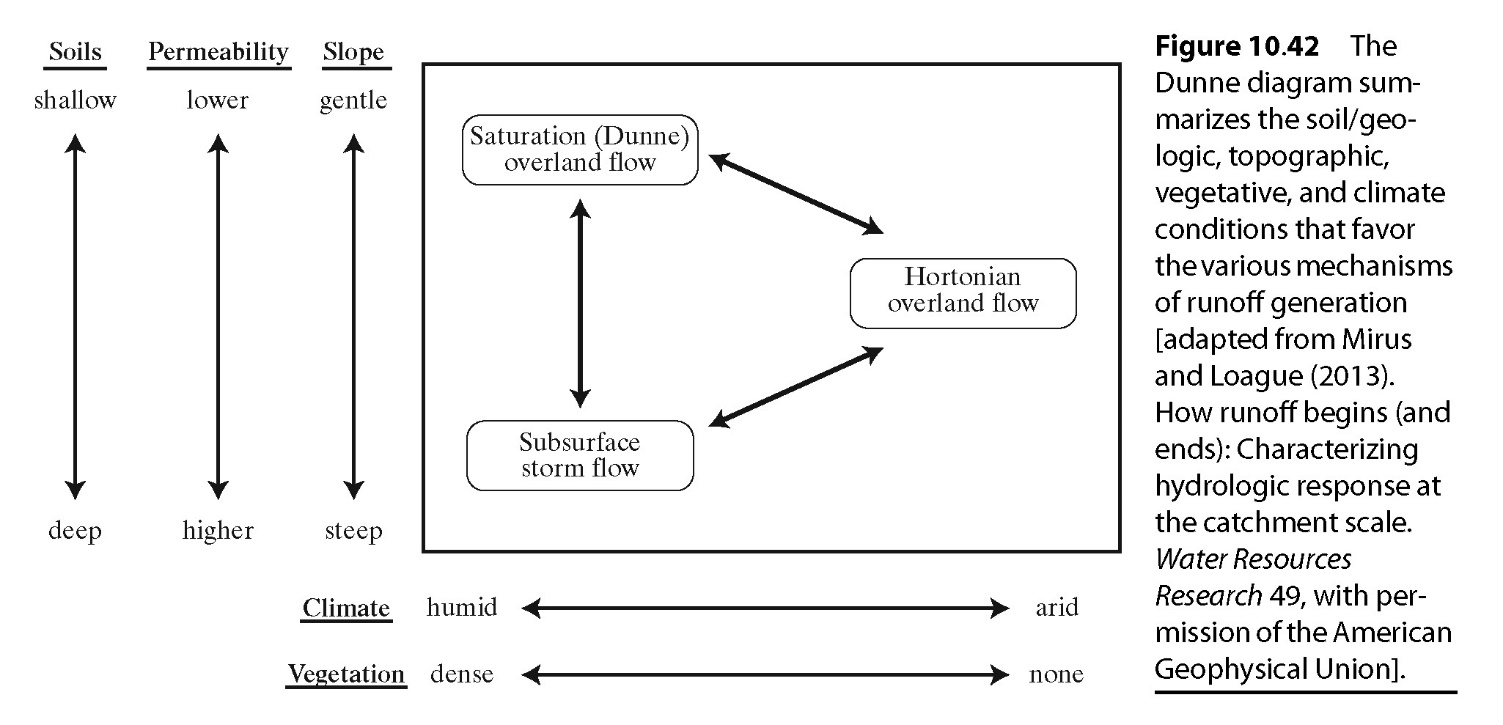 Soils Permeability Slope
shallow lower gentle
deep higher steep
Saturation (Dunne)
overland flow
Hortonian
overland flow
Subsurface
storm flow
Climate humid arid
Vegetation dense none
Figure 10.42 The
Dunne diagram sum-
marizes the soil/geo-
logic, topographic,
vegetative, and climate
conditions that favor
the various mechanisms
of runoff generation
[adapted from Mirus
and Loague (2013).
How runoff begins (and
ends): Characterizing
hydrologic response at
the catchment scale.
Water Resources
Research 49, with per-
mission of the American
Geophysical Union].